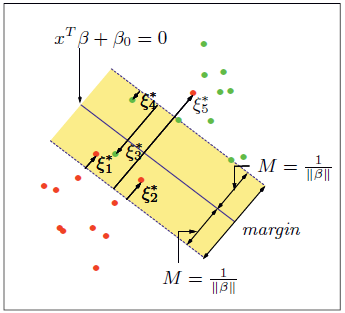 x^T β + β_0 = 0
ξ_4^*
ξ_5^*
ξ_3^*
ξ_1^*
M = 1/‖β‖
ξ_2^*
margin
M = 1/‖β‖